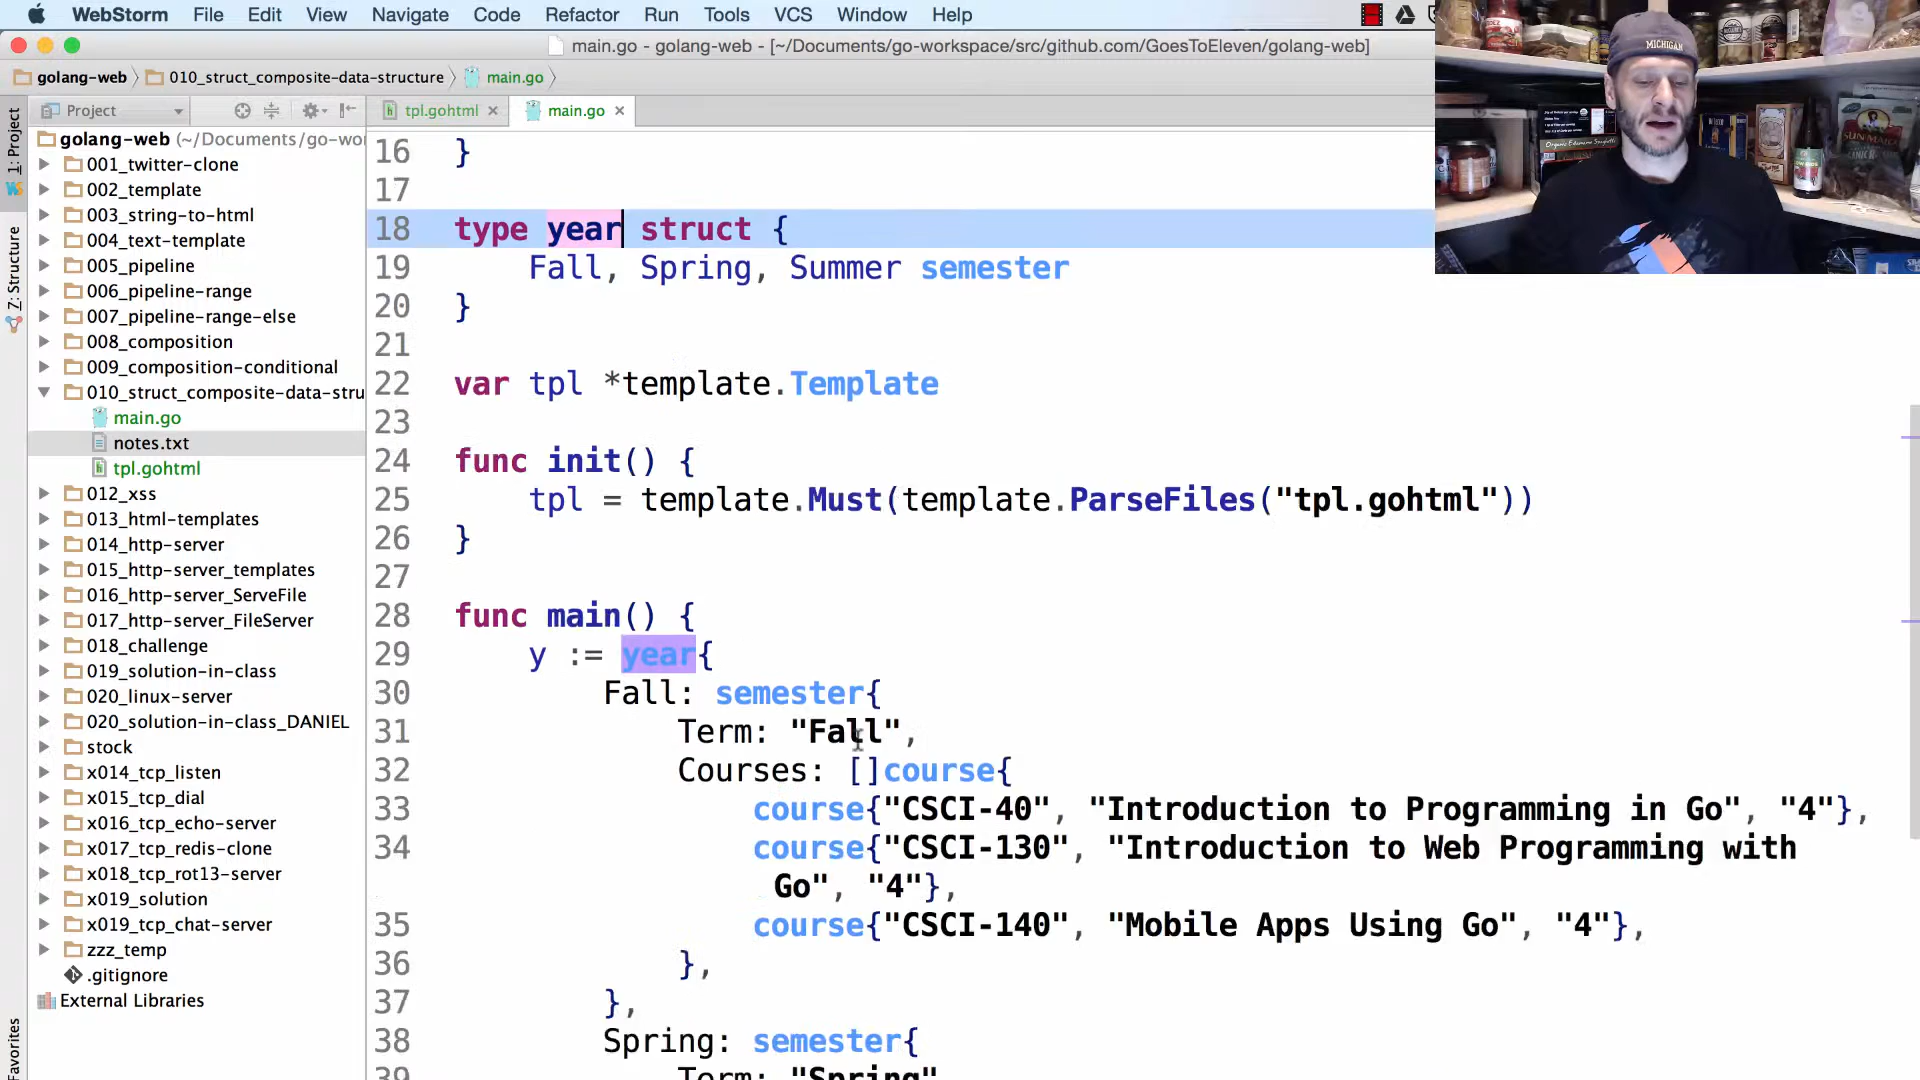 WebStorm File Edit View Navigate Code Refactor Run Tools VCS Window Help
main.go - golang-web - [~/Documents/go-workspace/src/github.com/GoesToEleven/golang-web]
golang-web 010_struct_composite-data-structure main.go
Project
tpl.gohtml main.go
1: Project
Z: Structure
Favorites
golang-web (~/Documents/go-wor
001_twitter-clone
002_template
003_string-to-html
004_text-template
005_pipeline
006_pipeline-range
007_pipeline-range-else
008_composition
009_composition-conditional
010_struct_composite-data-stru
main.go
notes.txt
tpl.gohtml
012_xss
013_html-templates
014_http-server
015_http-server_templates
016_http-server_ServeFile
017_http-server_FileServer
018_challenge
019_solution-in-class
020_linux-server
020_solution-in-class_DANIEL
stock
x014_tcp_listen
x015_tcp_dial
x016_tcp_echo-server
x017_tcp_redis-clone
x018_tcp_rot13-server
x019_solution
x019_tcp_chat-server
zzz_temp
.gitignore
External Libraries
16 }
17
18 type year struct {
19 Fall, Spring, Summer semester
20 }
21
22 var tpl *template.Template
23
24 func init() {
25 tpl = template.Must(template.ParseFiles("tpl.gohtml"))
26 }
27
28 func main() {
29 y := year{
30 Fall: semester{
31 Term: "Fall",
32 Courses: []course{
33 course{"CSCI-40", "Introduction to Programming in Go", "4"},
34 course{"CSCI-130", "Introduction to Web Programming with
Go", "4"},
35 course{"CSCI-140", "Mobile Apps Using Go", "4"},
36 },
37 },
38 Spring: semester{
39 Term: "Spring"
MICHIGAN
Organic Edamame Spaghetti
SUN-MAID